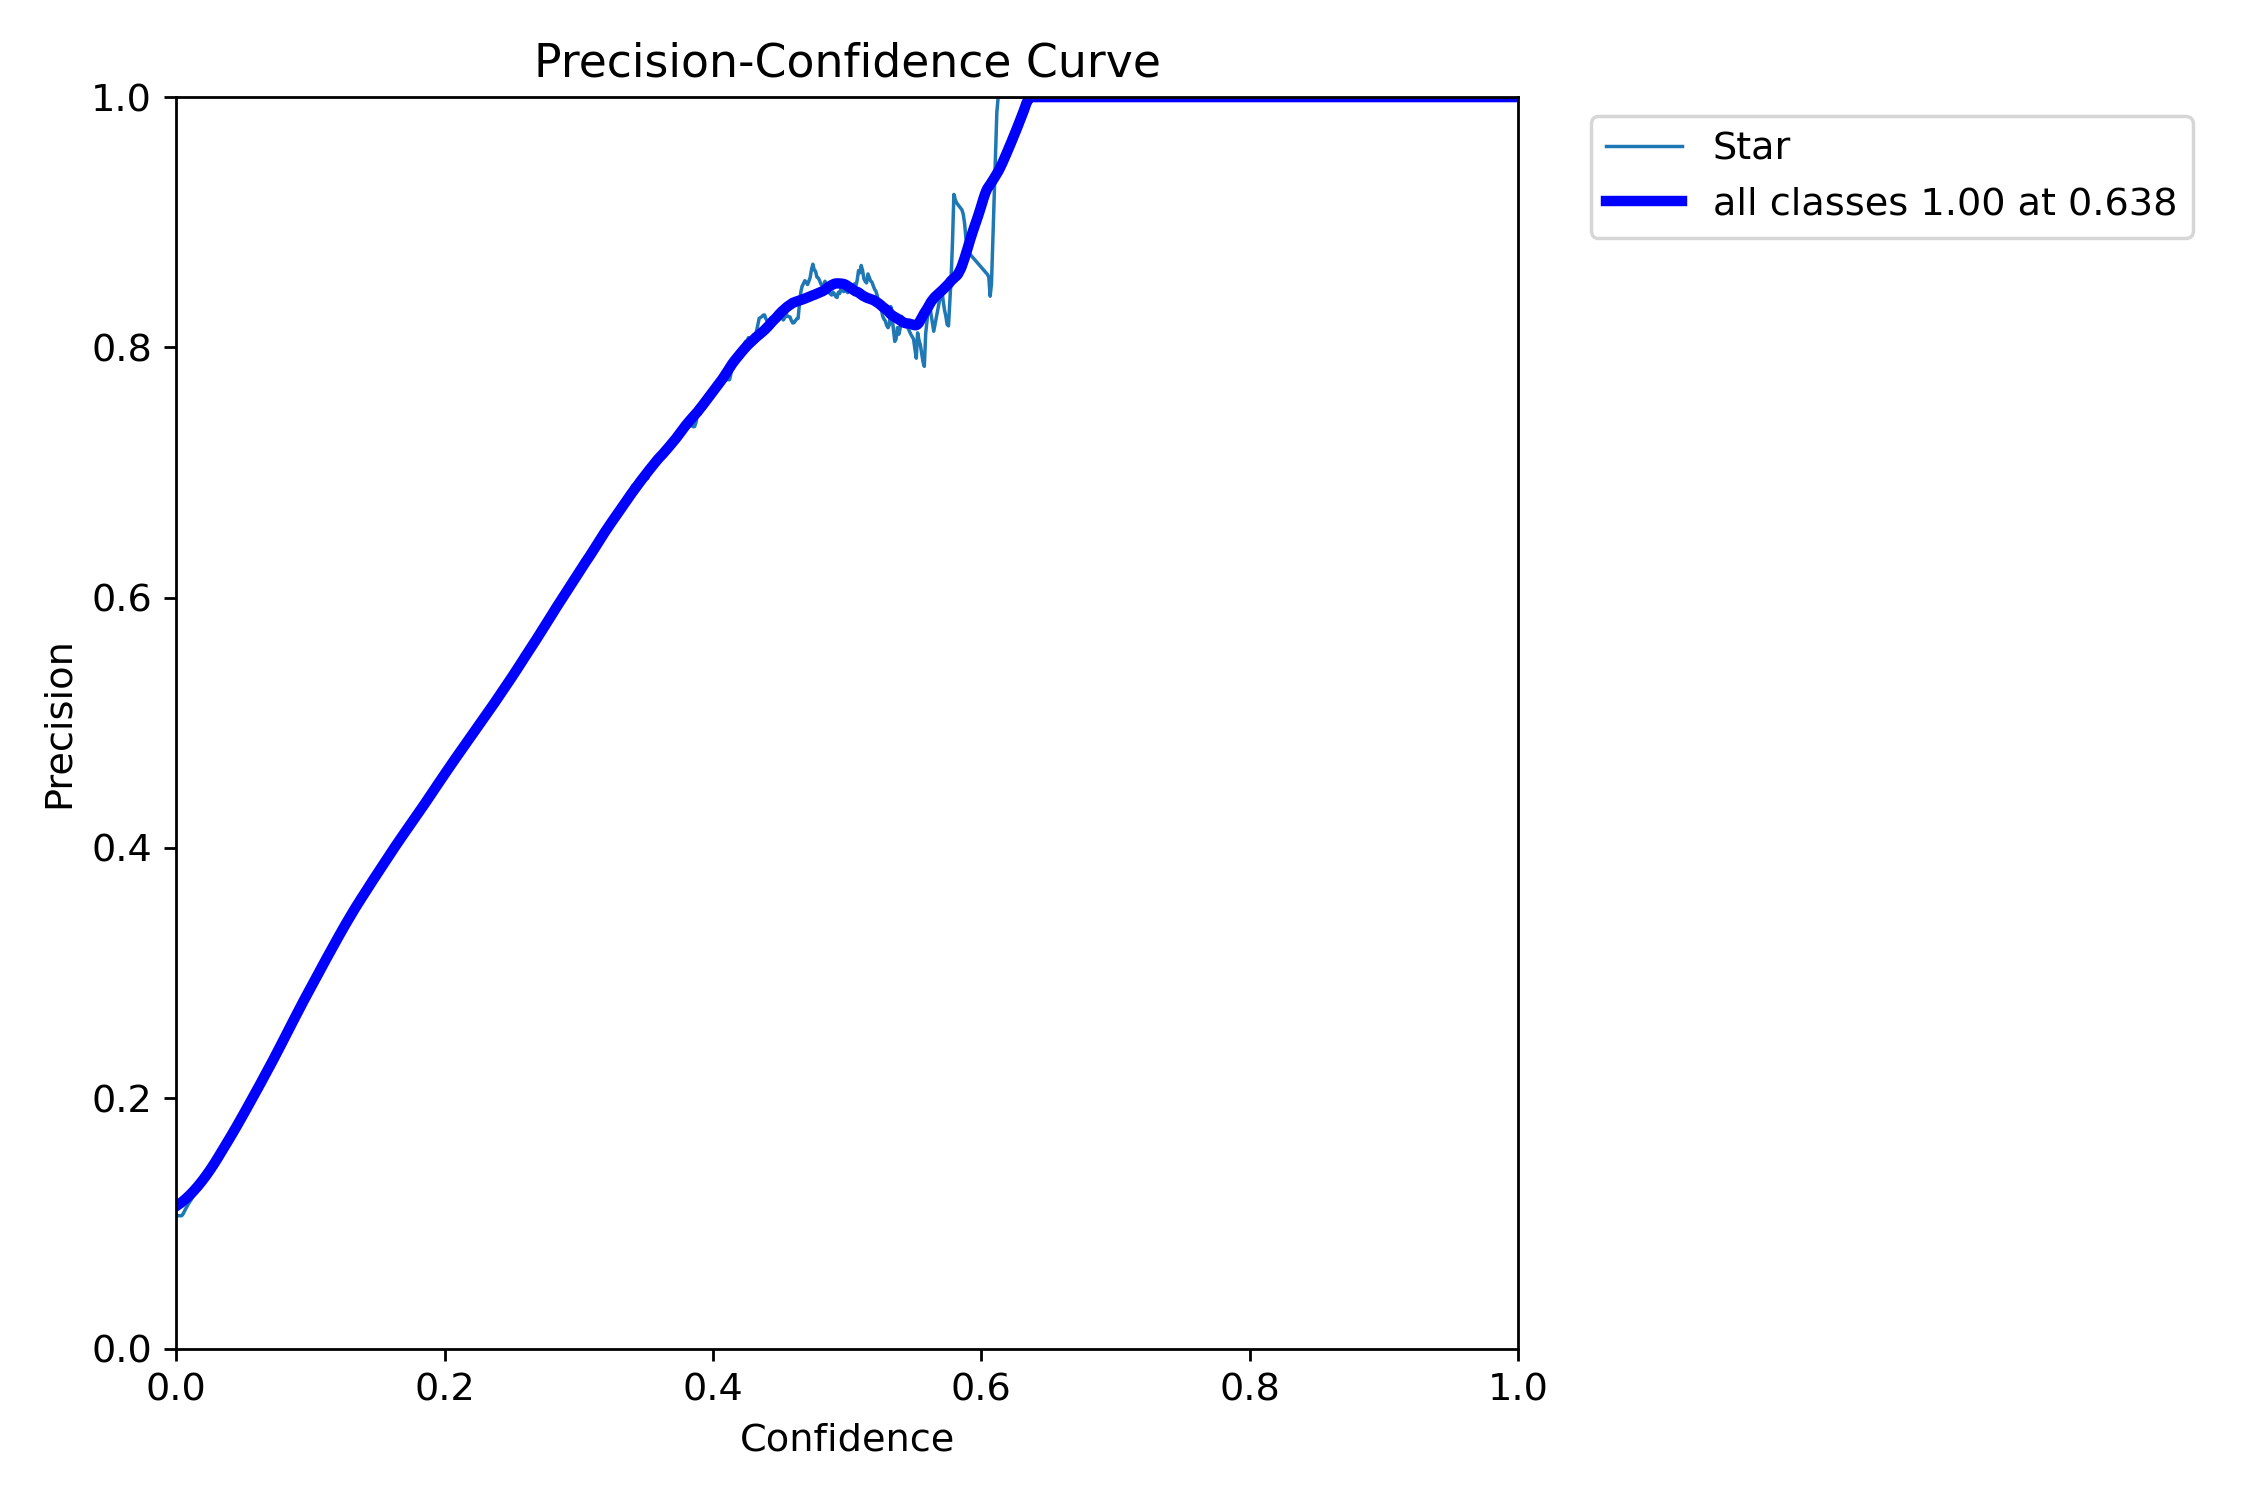 Precision-Confidence Curve
1.0
0.8
0.6
0.4
0.2
0.0
Precision
0.0 0.2 0.4 0.6 0.8 1.0
Confidence
Star
all classes 1.00 at 0.638